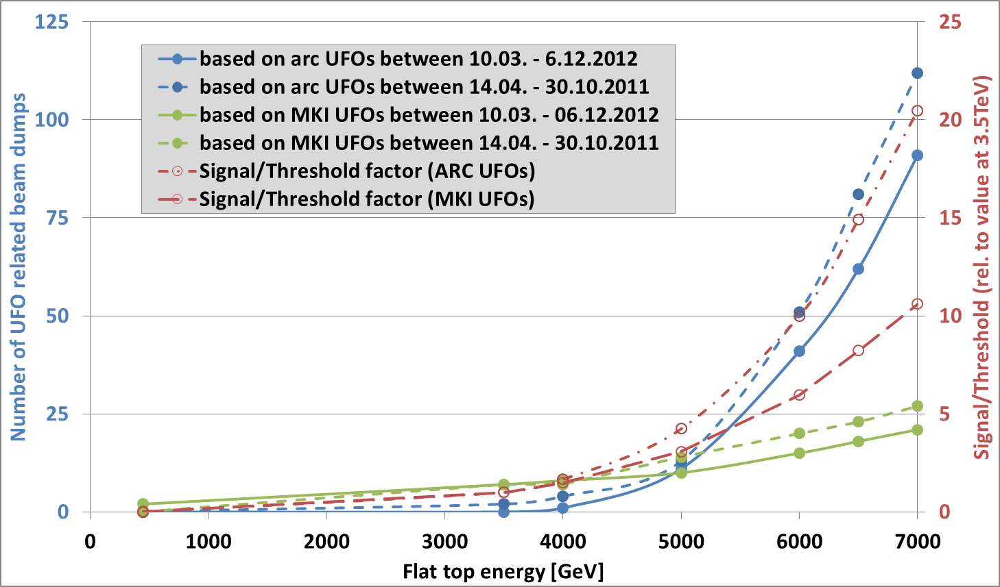 Number of UFO related beam dumps
125
100
75
50
25
0
based on arc UFOs between 10.03. - 6.12.2012
based on arc UFOs between 14.04. - 30.10.2011
based on MKI UFOs between 10.03. - 06.12.2012
based on MKI UFOs between 14.04. - 30.10.2011
Signal/Threshold factor (ARC UFOs)
Signal/Threshold factor (MKI UFOs)
25
20
15
10
5
0
Signal/Threshold (rel. to value at 3.5TeV)
0 1000 2000 3000 4000 5000 6000 7000
Flat top energy [GeV]